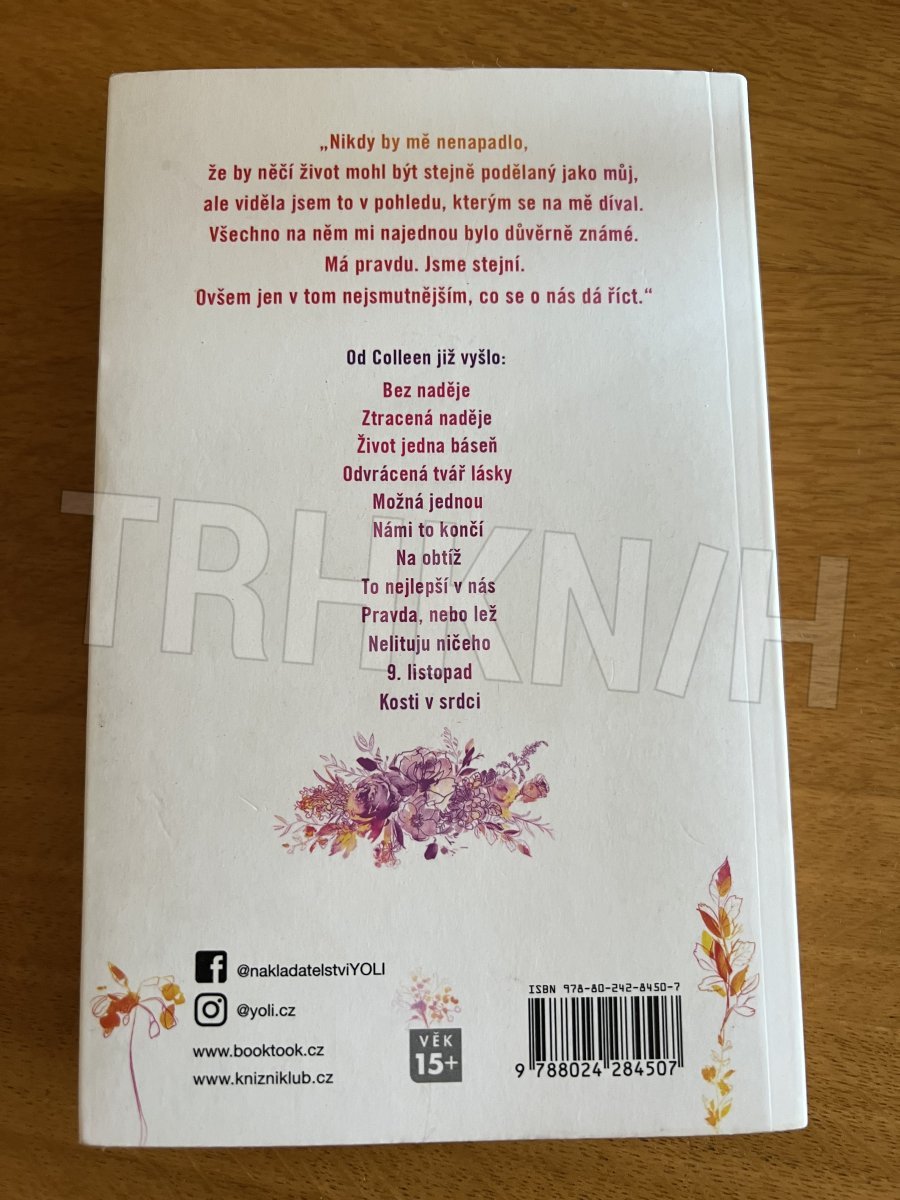 „Nikdy by mě nenapadlo,
že by něčí život mohl být stejně podělaný jako můj,
ale viděla jsem to v pohledu, kterým se na mě díval.
Všechno na něm mi najednou bylo důvěrně známé.
Má pravdu. Jsme stejní.
Ovšem jen v tom nejsmutnějším, co se o nás dá říct.“
Od Colleen již vyšlo:
Bez naděje
Ztracená naděje
Život jedna báseň
Odvrácená tvář lásky
Možná jednou
Námi to končí
Na obtíž
To nejlepší v nás
Pravda, nebo lež
Nelituju ničeho
9. listopad
Kosti v srdci
TRHKNIH
@nakladatelstviYOLI
@yoli.cz
www.booktook.cz
www.knizniklub.cz
VĚK
15+
ISBN 978-80-242-8450-7
9 788024 284507